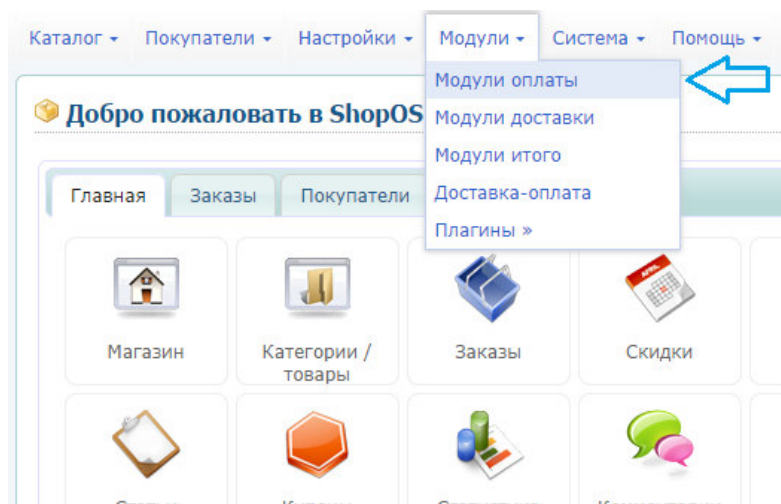 Каталог Покупатели Настройки Модули Система Помощь
Модули оплаты
Добро пожаловать в ShopOS
Модули доставки
Модули итого
Главная Заказы Покупатели
Доставка-оплата
Плагины »
APRIL
Магазин Категории / товары Заказы Скидки